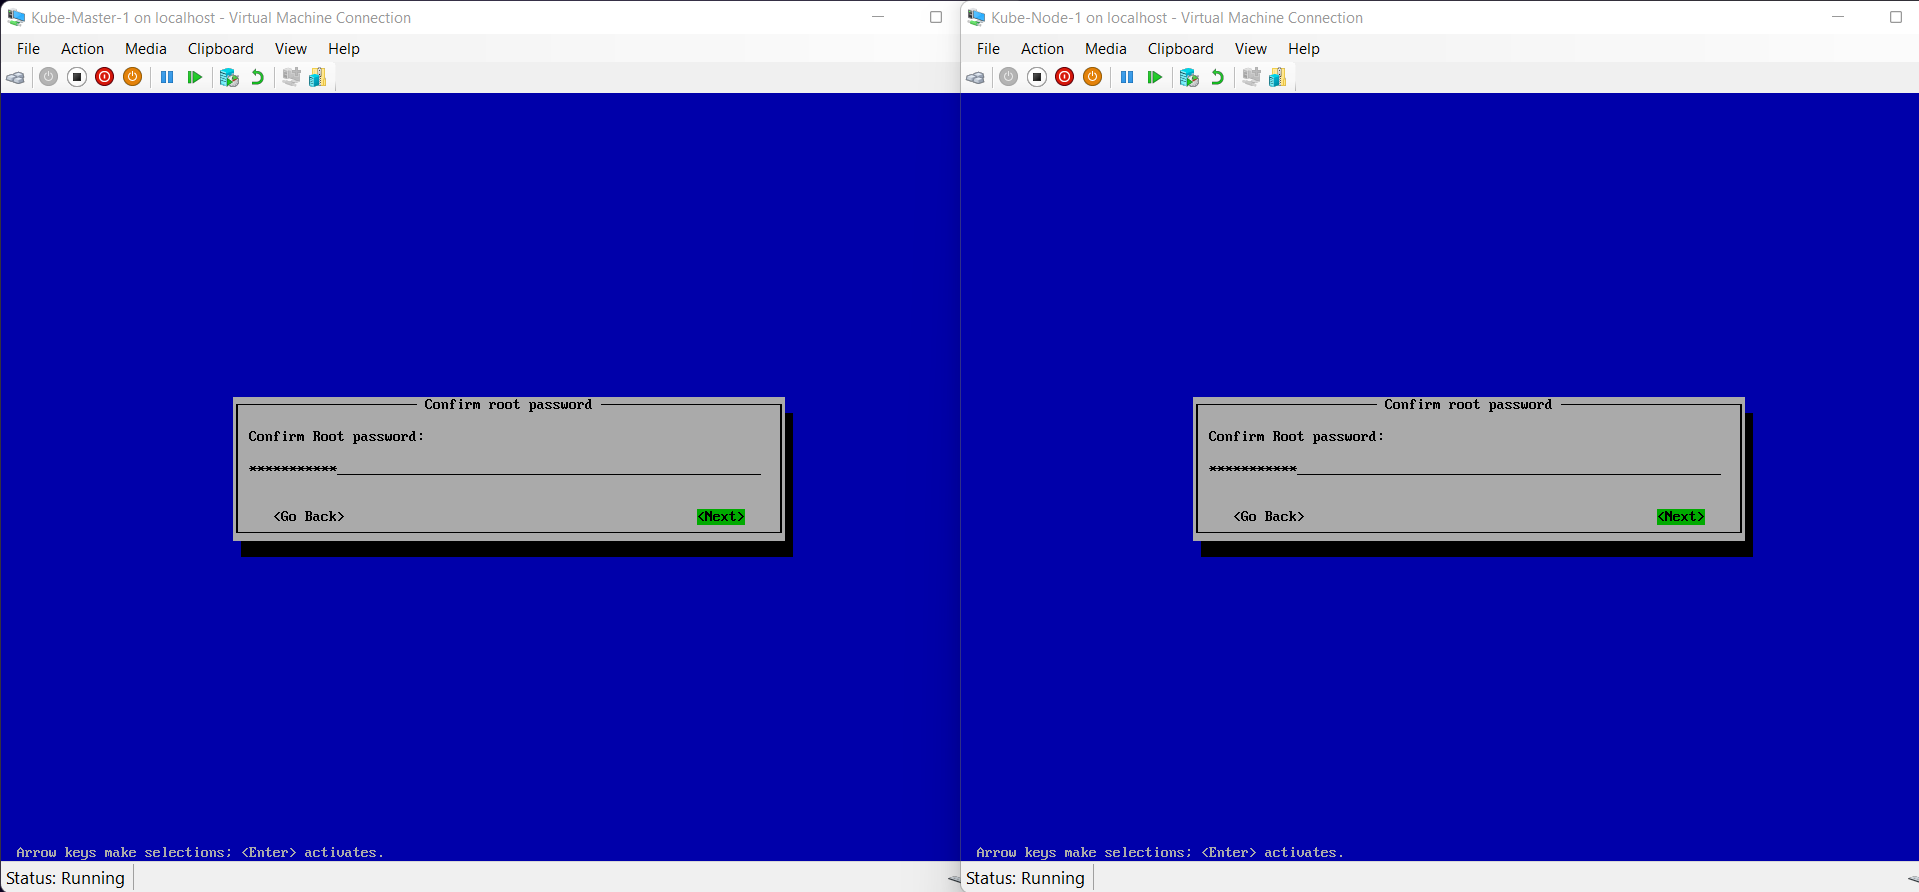 Kube-Master-1 on localhost - Virtual Machine Connection
File Action Media Clipboard View Help
Confirm root password
Confirm Root password:
***********
<Go Back> <Next>
Arrow keys make selections; <Enter> activates.
Status: Running
Kube-Node-1 on localhost - Virtual Machine Connection
File Action Media Clipboard View Help
Confirm root password
Confirm Root password:
***********
<Go Back> <Next>
Arrow keys make selections; <Enter> activates.
Status: Running